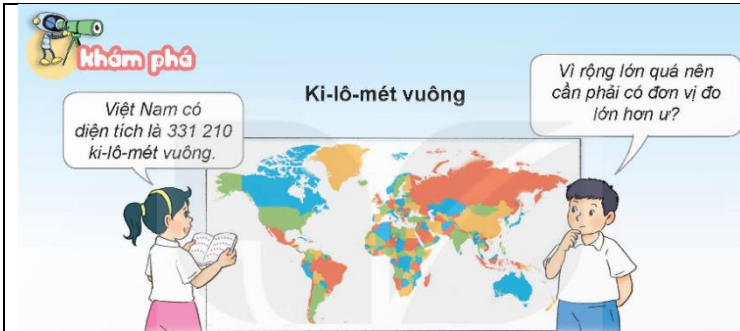 khám phá
Ki-lô-mét vuông
Việt Nam có
diện tích là 331 210
ki-lô-mét vuông.
Vì rộng lớn quá nên
cần phải có đơn vị đo
lớn hơn ư?